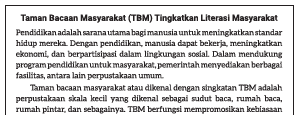 Taman Bacaan Masyarakat (TBM) Tingkatkan Literasi Masyarakat
Pendidikan adalah sarana utama bagi manusia untuk meningkatkan standar
hidup mereka. Dengan pendidikan, manusia dapat bekerja, meningkatkan
ekonomi, dan berpartisipasi dalam lingkungan sosial. Dalam mendukung
program pendidikan untuk masyarakat, pemerintah menyediakan berbagai
fasilitas, antara lain perpustakaan umum.
Taman bacaan masyarakat atau dikenal dengan singkatan TBM adalah
perpustakaan skala kecil yang dikenal sebagai sudut baca, rumah baca,
rumah pintar, dan sebagainya. TBM berfungsi mempromosikan kebiasaan